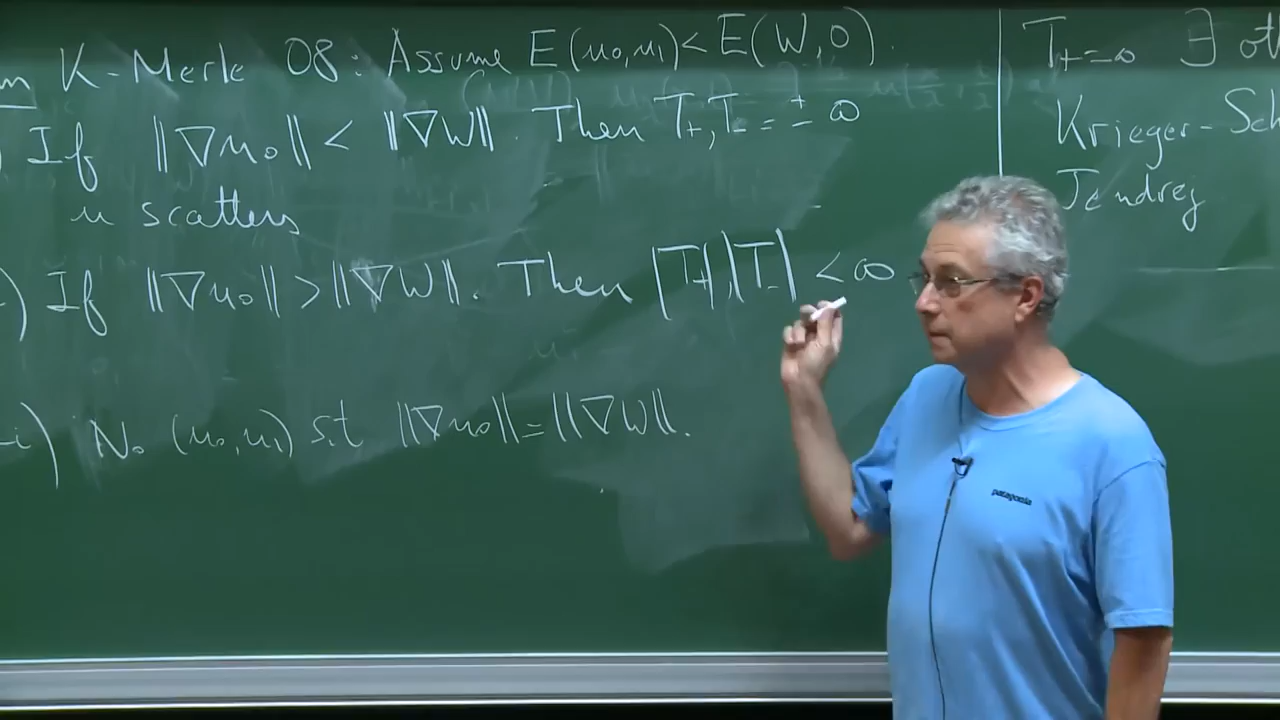 K-Merle 08: Assume E(u₀,u₁)<E(W,0).
) If ‖∇u₀‖ < ‖∇W‖. Then T₊,T₋ = ± ∞
u scatters
) If ‖∇u₀‖ > ‖∇W‖. Then |T₊|,|T₋| < ∞
i) No (u₀,u₁) s.t ‖∇u₀‖=‖∇W‖.
T₊=∞ ∃
Krieger-Sch
Jendrej
patagonia